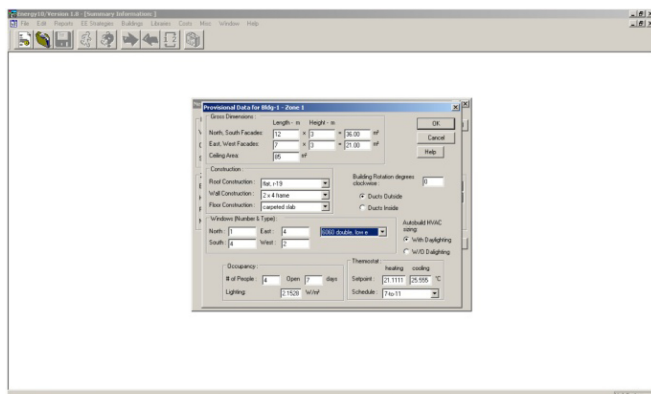 Energy10; Version 1.8 - [Summary Information]
File Edit Reports EE Strategies Buildings Libraries Costs Misc Window Help
Provisional Data for Bldg-1 - Zone 1
Gross Dimensions :
Length - m Height - m
North, South Facades: 12 x 3 = 36.00 m²
East, West Facades: 7 x 3 = 21.00 m²
Ceiling Area: 85 m²
OK
Cancel
Help
Construction :
Roof Construction : flat, r-19
Wall Construction : 2 x 4 frame
Floor Construction : carpeted slab
Building Rotation degrees
clockwise : 0
Ducts Outside
Ducts Inside
Windows (Number & Type) :
North : 1 East : 4 6060 double, low e
South : 4 West : 2
Autobuild HVAC
sizing
With Daylighting
W/O Dalighting
Occupancy :
# of People : 4 Open : 7 days
Lighting: 2.1528 W/m²
Thermostat :
heating cooling
Setpoint : 21.1111 25.555 °C
Schedule : 7-to-11